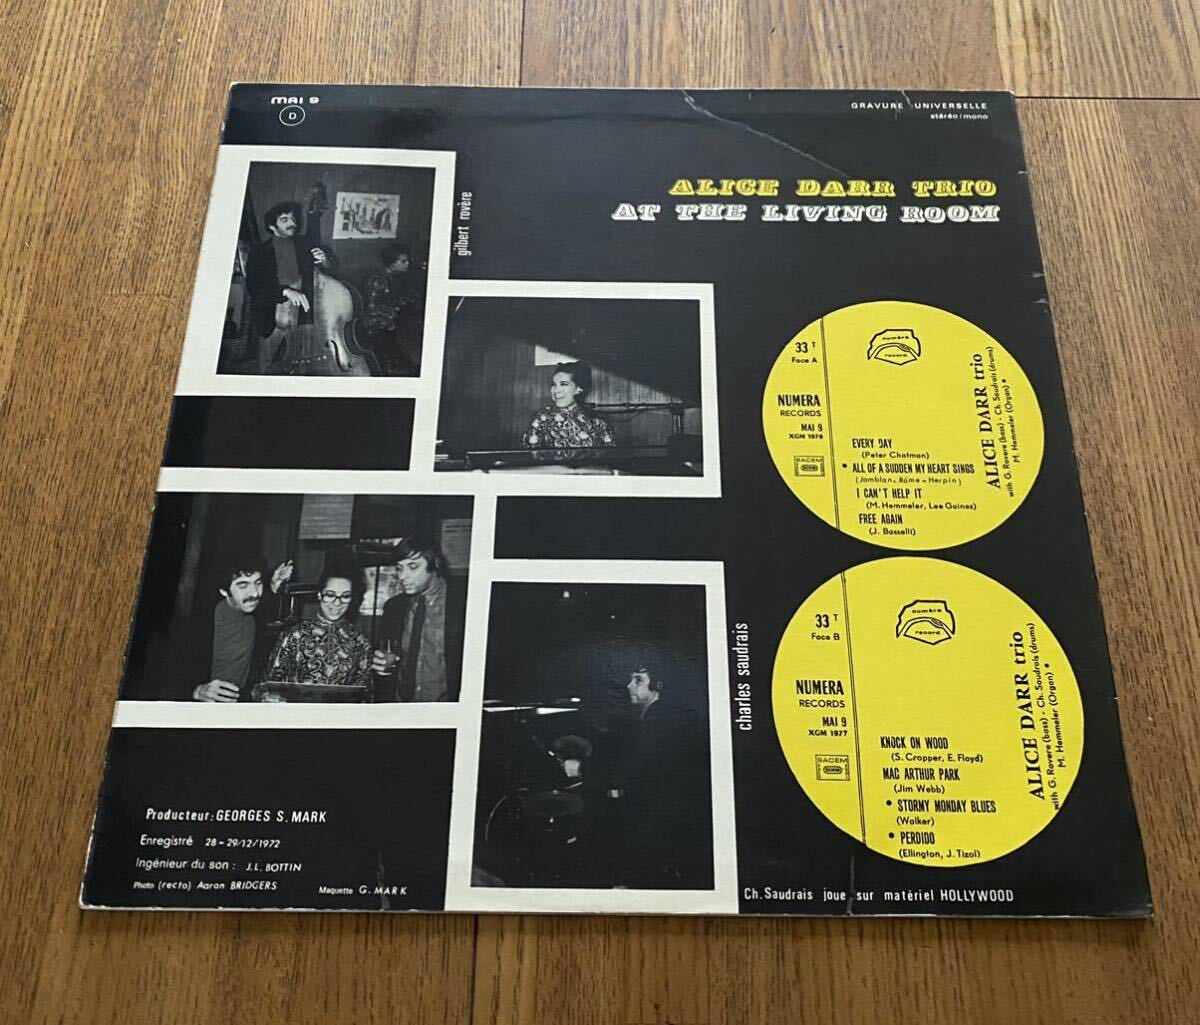 MAI 9
D
GRAVURE UNIVERSELLE
stéréo/mono
ALICE DARR TRIO
AT THE LIVING ROOM
gilbert rovère
33 T
Face A
numéra
record
NUMERA
RECORDS
MAI 9
XGM 1976
SACEM
EVERY DAY
(Peter Chatman)
• ALL OF A SUDDEN MY HEART SINGS
(Jamblan - Rome - Herpin)
I CAN'T HELP IT
(M. Hemmeler, Lee Gaines)
FREE AGAIN
(J. Basselli)
ALICE DARR trio
with G. Rovere (bass) - Ch. Saudrais (drums)
M. Hemmeler (Organ) •
charles saudrais
33 T
Face B
numéra
record
NUMERA
RECORDS
MAI 9
XGM 1977
SACEM
KNOCK ON WOOD
(S. Cropper, E. Floyd)
MAC ARTHUR PARK
(Jim Webb)
• STORMY MONDAY BLUES
(Walker)
• PERDIDO
(Ellington, J. Tizol)
ALICE DARR trio
with G. Rovere (bass) - Ch. Saudrais (drums)
M. Hemmeler (Organ) •
Producteur: GEORGES S. MARK
Enregistré 28-29/12/1972
Ingénieur du son : J.L. BOTTIN
Photo (recto) Aaron BRIDGERS
Maquette G. MARK
Ch. Saudrais joue sur matériel HOLLYWOOD